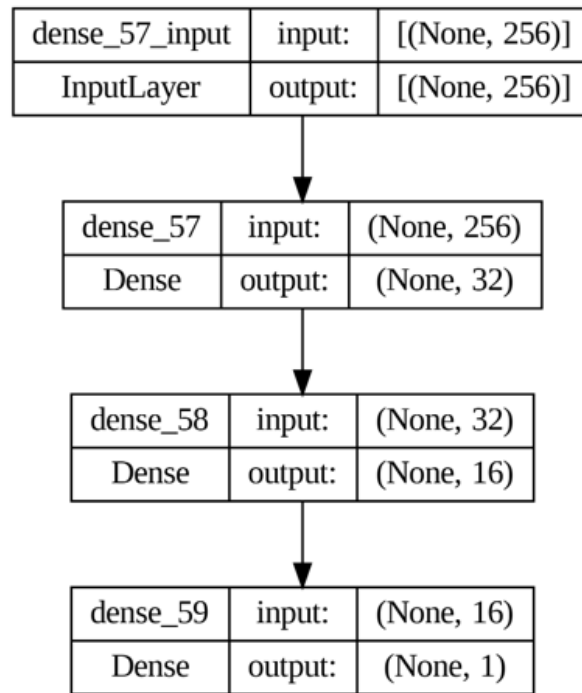 dense_57_input input: [(None, 256)]
InputLayer output: [(None, 256)]
dense_57 input: (None, 256)
Dense output: (None, 32)
dense_58 input: (None, 32)
Dense output: (None, 16)
dense_59 input: (None, 16)
Dense output: (None, 1)